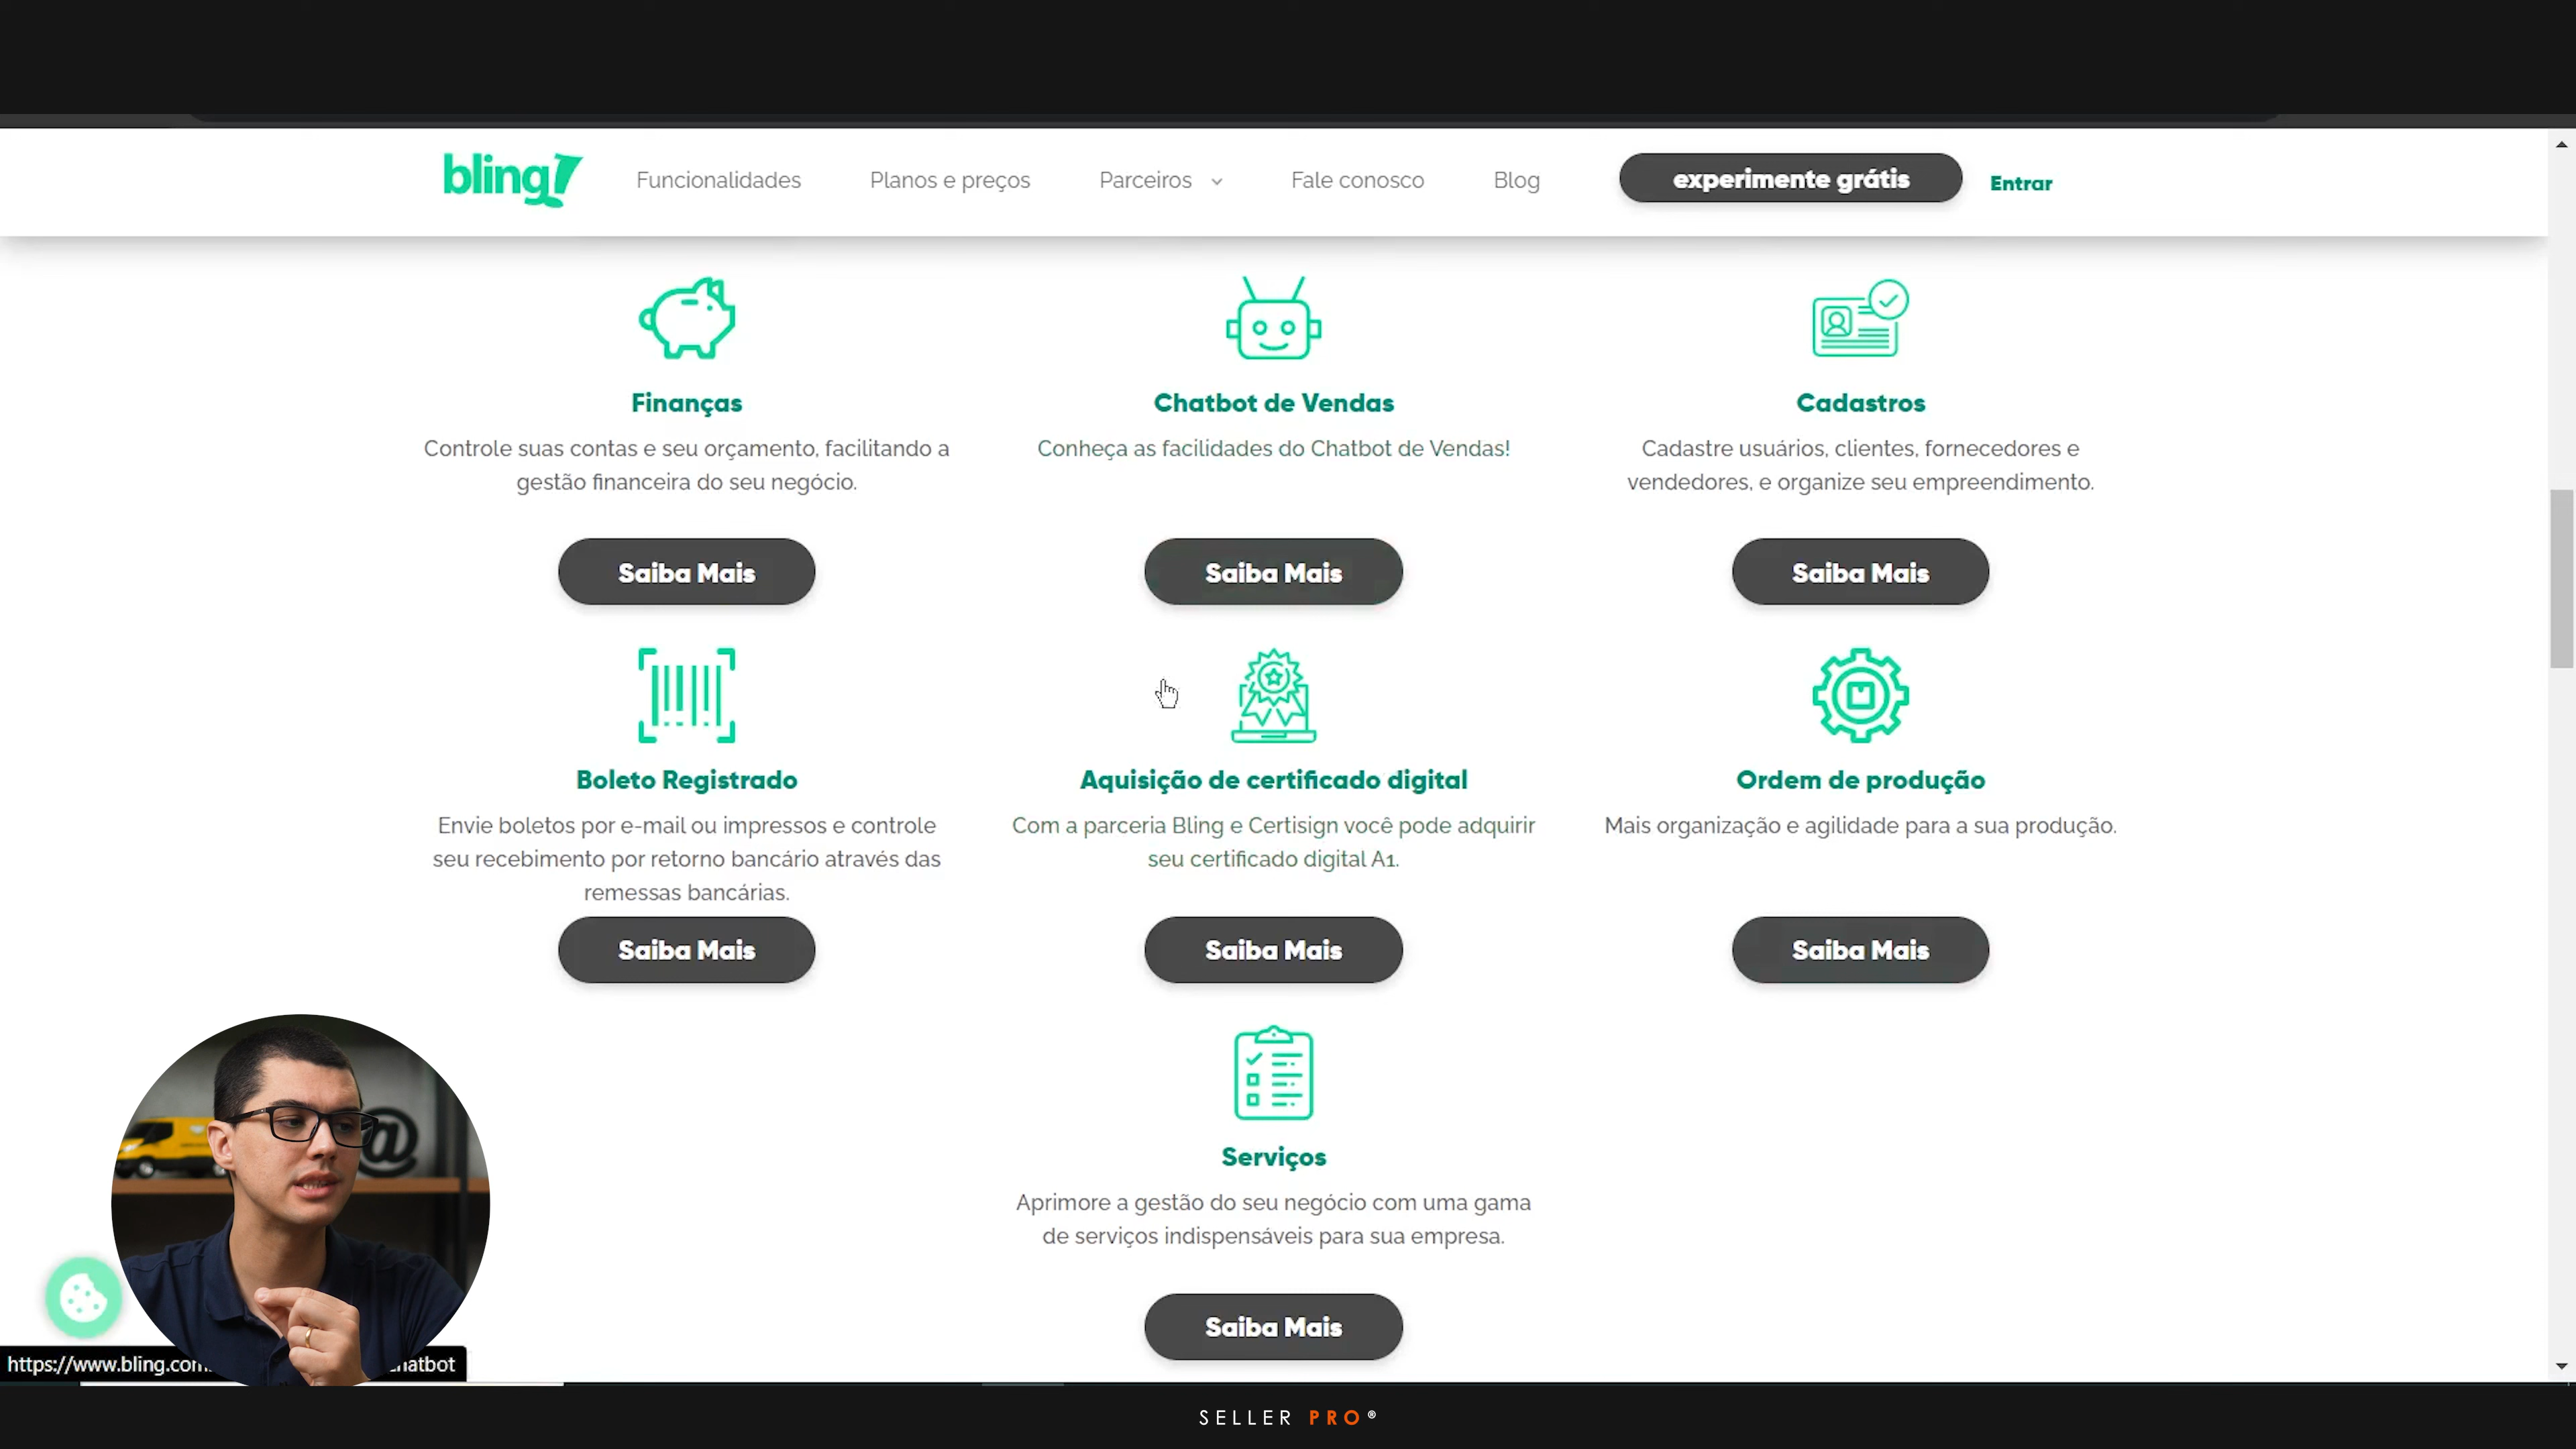 bling!
Funcionalidades
Planos e preços
Parceiros
Fale conosco
Blog
experimente grátis
Entrar
Finanças
Controle suas contas e seu orçamento, facilitando a
gestão financeira do seu negócio.
Saiba Mais
Chatbot de Vendas
Conheça as facilidades do Chatbot de Vendas!
Saiba Mais
Cadastros
Cadastre usuários, clientes, fornecedores e
vendedores, e organize seu empreendimento.
Saiba Mais
Boleto Registrado
Envie boletos por e-mail ou impressos e controle
seu recebimento por retorno bancário através das
remessas bancárias.
Saiba Mais
Aquisição de certificado digital
Com a parceria Bling e Certisign você pode adquirir
seu certificado digital A1.
Saiba Mais
Ordem de produção
Mais organização e agilidade para a sua produção.
Saiba Mais
Serviços
Aprimore a gestão do seu negócio com uma gama
de serviços indispensáveis para sua empresa.
Saiba Mais
@
https://www.bling.com
hatbot
SELLER PRO®